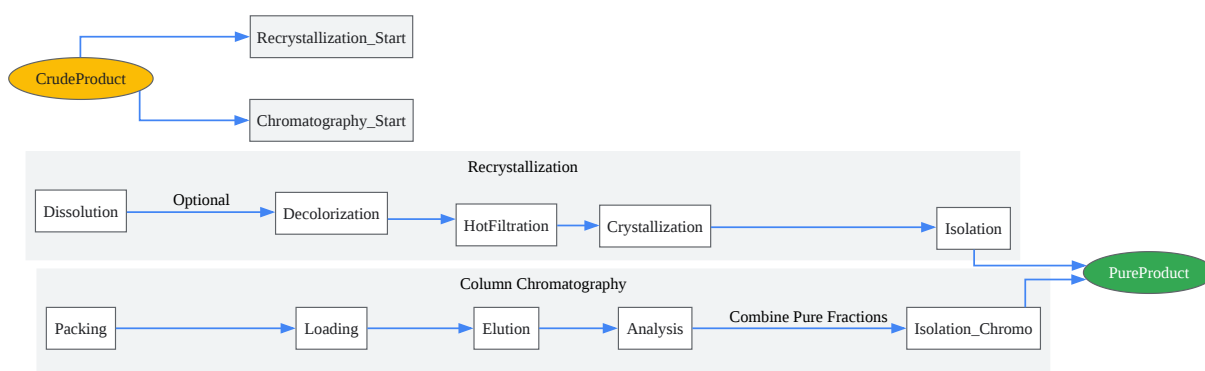 Recrystallization_Start
CrudeProduct
Chromatography_Start
Recrystallization
Dissolution
Optional
Decolorization
HotFiltration
Crystallization
Isolation
PureProduct
Column Chromatography
Packing
Loading
Elution
Analysis
Combine Pure Fractions
Isolation_Chromo